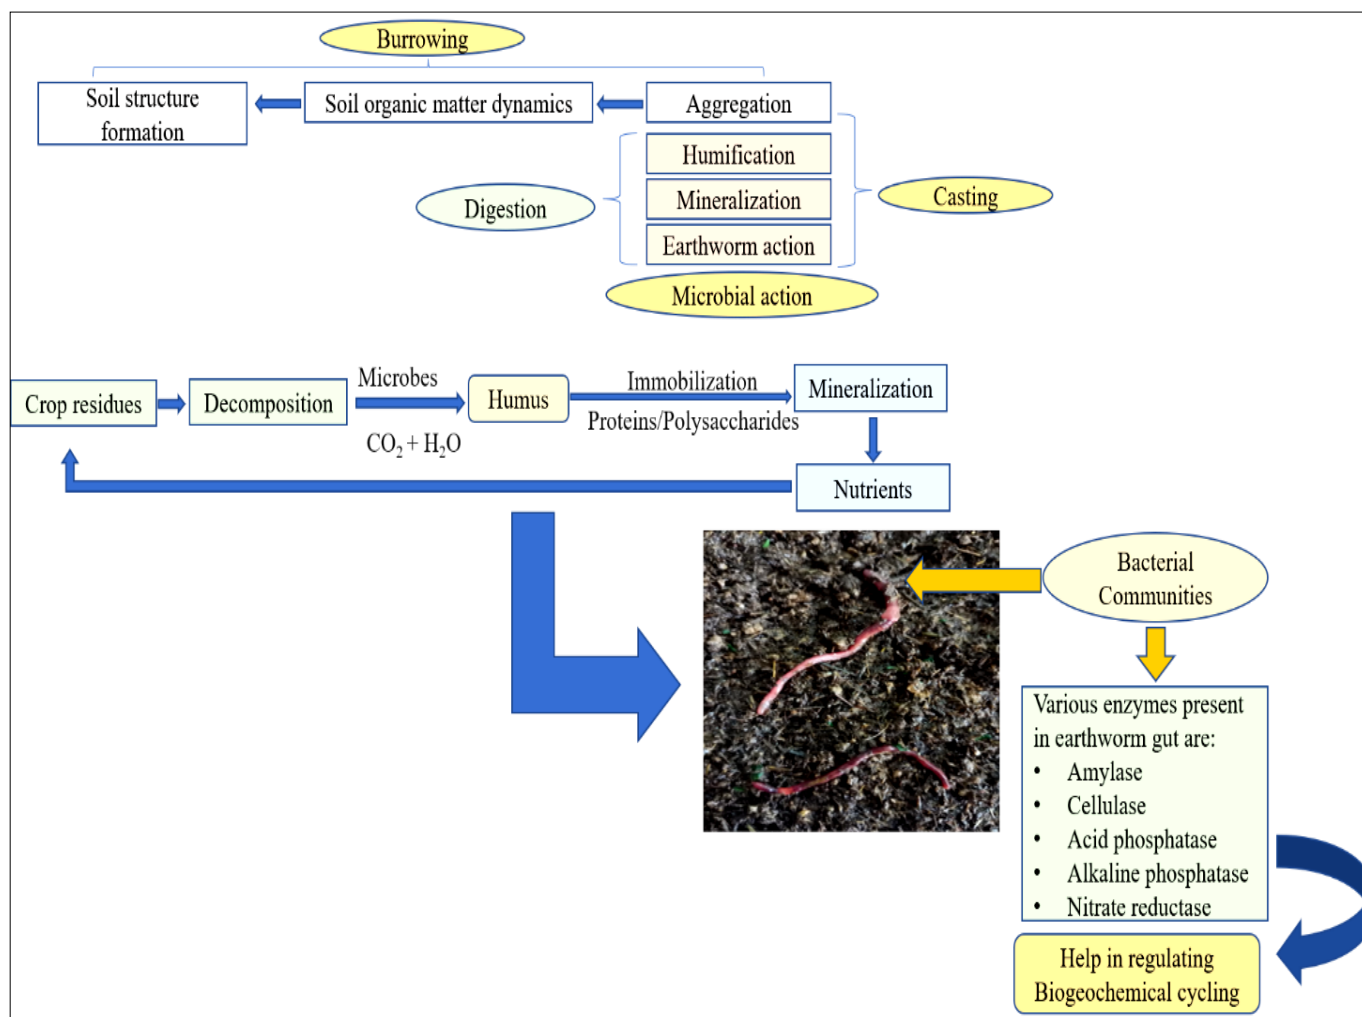 Burrowing
Soil structure
formation
Soil organic matter dynamics
Aggregation
Humification
Mineralization
Earthworm action
Digestion
Casting
Microbial action
Crop residues
Decomposition
Microbes
CO₂ + H₂O
Humus
Immobilization
Proteins/Polysaccharides
Mineralization
Nutrients
Bacterial
Communities
Various enzymes present
in earthworm gut are:
• Amylase
• Cellulase
• Acid phosphatase
• Alkaline phosphatase
• Nitrate reductase
Help in regulating
Biogeochemical cycling